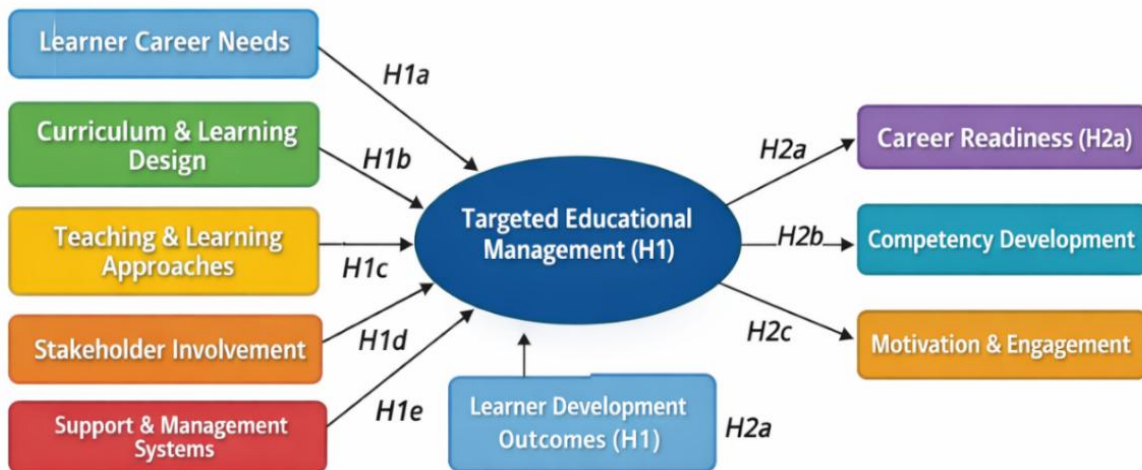 Learner Career Needs
H1a
Curriculum & Learning
Design
H1b
Teaching & Learning
Approaches
H1c
Stakeholder Involvement
H1d
Support & Management
Systems
H1e
Targeted Educational
Management (H1)
Learner Development
Outcomes (H1)
H2a
H2a
Career Readiness (H2a)
H2b
Competency Development
H2c
Motivation & Engagement